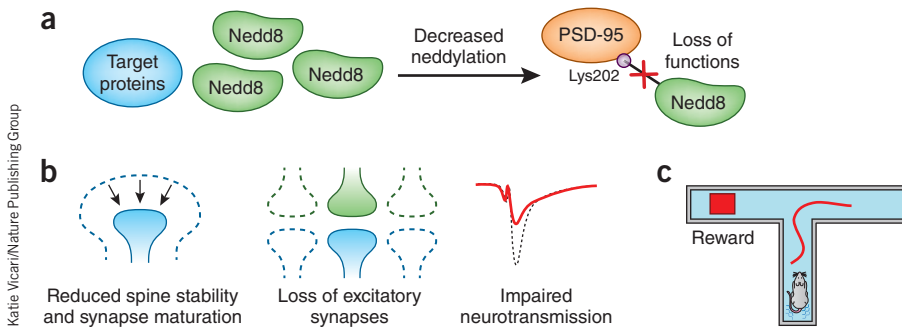 Katie Vicari/Nature Publishing Group
a
Target
proteins
Nedd8
Nedd8
Nedd8
Decreased
neddylation
PSD-95
Lys202
Loss of
functions
Nedd8
b
Reduced spine stability
and synapse maturation
Loss of excitatory
synapses
Impaired
neurotransmission
c
Reward